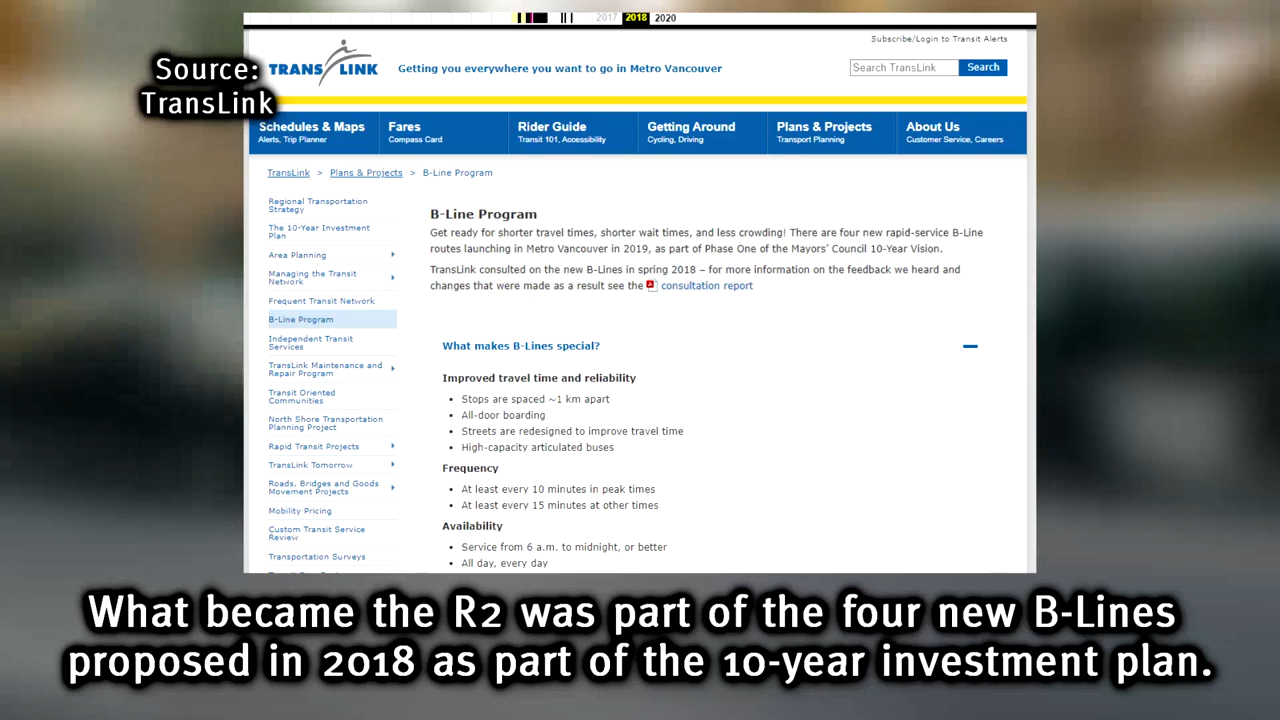 2017 2018 2020
Subscribe/Login to Transit Alerts
Source:
TransLink
TRANS LINK
Getting you everywhere you want to go in Metro Vancouver
Search TransLink
Search
Schedules & Maps
Alerts, Trip Planner
Fares
Compass Card
Rider Guide
Transit 101, Accessibility
Getting Around
Cycling, Driving
Plans & Projects
Transport Planning
About Us
Customer Service, Careers
TransLink > Plans & Projects > B-Line Program
Regional Transportation
Strategy
The 10-Year Investment
Plan
Area Planning
Managing the Transit
Network
Frequent Transit Network
B-Line Program
Independent Transit
Services
TransLink Maintenance and
Repair Program
Transit Oriented
Communities
North Shore Transportation
Planning Project
Rapid Transit Projects
TransLink Tomorrow
Roads, Bridges and Goods
Movement Projects
Mobility Pricing
Custom Transit Service
Review
Transportation Surveys
B-Line Program
Get ready for shorter travel times, shorter wait times, and less crowding! There are four new rapid-service B-Line
routes launching in Metro Vancouver in 2019, as part of Phase One of the Mayors' Council 10-Year Vision.
TransLink consulted on the new B-Lines in spring 2018 – for more information on the feedback we heard and
changes that were made as a result see the consultation report
What makes B-Lines special?
Improved travel time and reliability
• Stops are spaced ~1 km apart
• All-door boarding
• Streets are redesigned to improve travel time
• High-capacity articulated buses
Frequency
• At least every 10 minutes in peak times
• At least every 15 minutes at other times
Availability
• Service from 6 a.m. to midnight, or better
• All day, every day
What became the R2 was part of the four new B-Lines
proposed in 2018 as part of the 10-year investment plan.